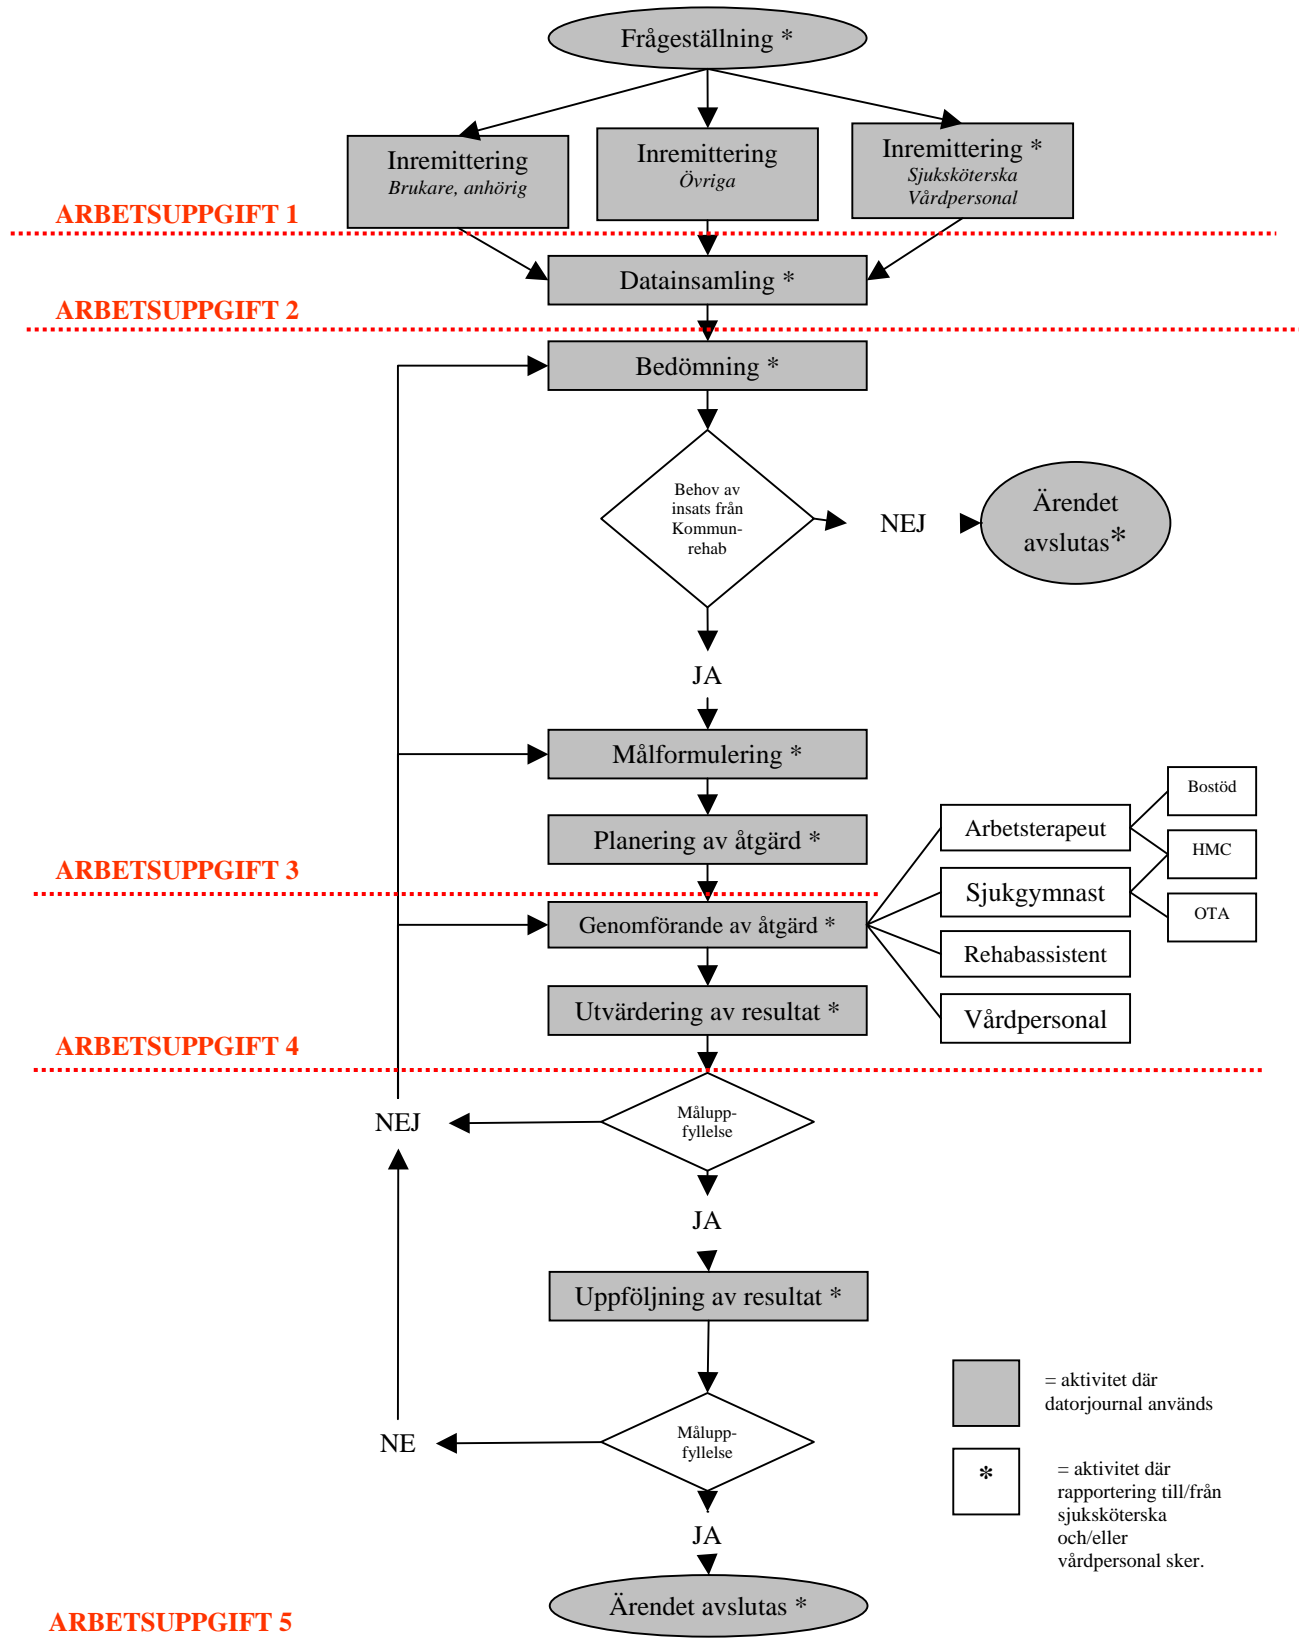 Frågeställning *
Inremittering
Brukare, anhörig
Inremittering
Övriga
Inremittering *
Sjuksköterska
Vårdpersonal
ARBETSUPPGIFT 1
Datainsamling *
ARBETSUPPGIFT 2
Bedömning *
Behov av
insats från
Kommun-
rehab
NEJ
Ärendet
avslutas*
JA
Målformulering *
Planering av åtgärd *
ARBETSUPPGIFT 3
Genomförande av åtgärd *
Arbetsterapeut
Sjukgymnast
Rehabassistent
Vårdpersonal
Bostöd
HMC
OTA
Utvärdering av resultat *
ARBETSUPPGIFT 4
Målupp-
fyllelse
NEJ
JA
Uppföljning av resultat *
Målupp
fyllelse
NE
JA
Ärendet avslutas *
ARBETSUPPGIFT 5
= aktivitet där
datorjournal används
*
= aktivitet där
rapportering till/från
sjuksköterska
och/eller
vårdpersonal sker.